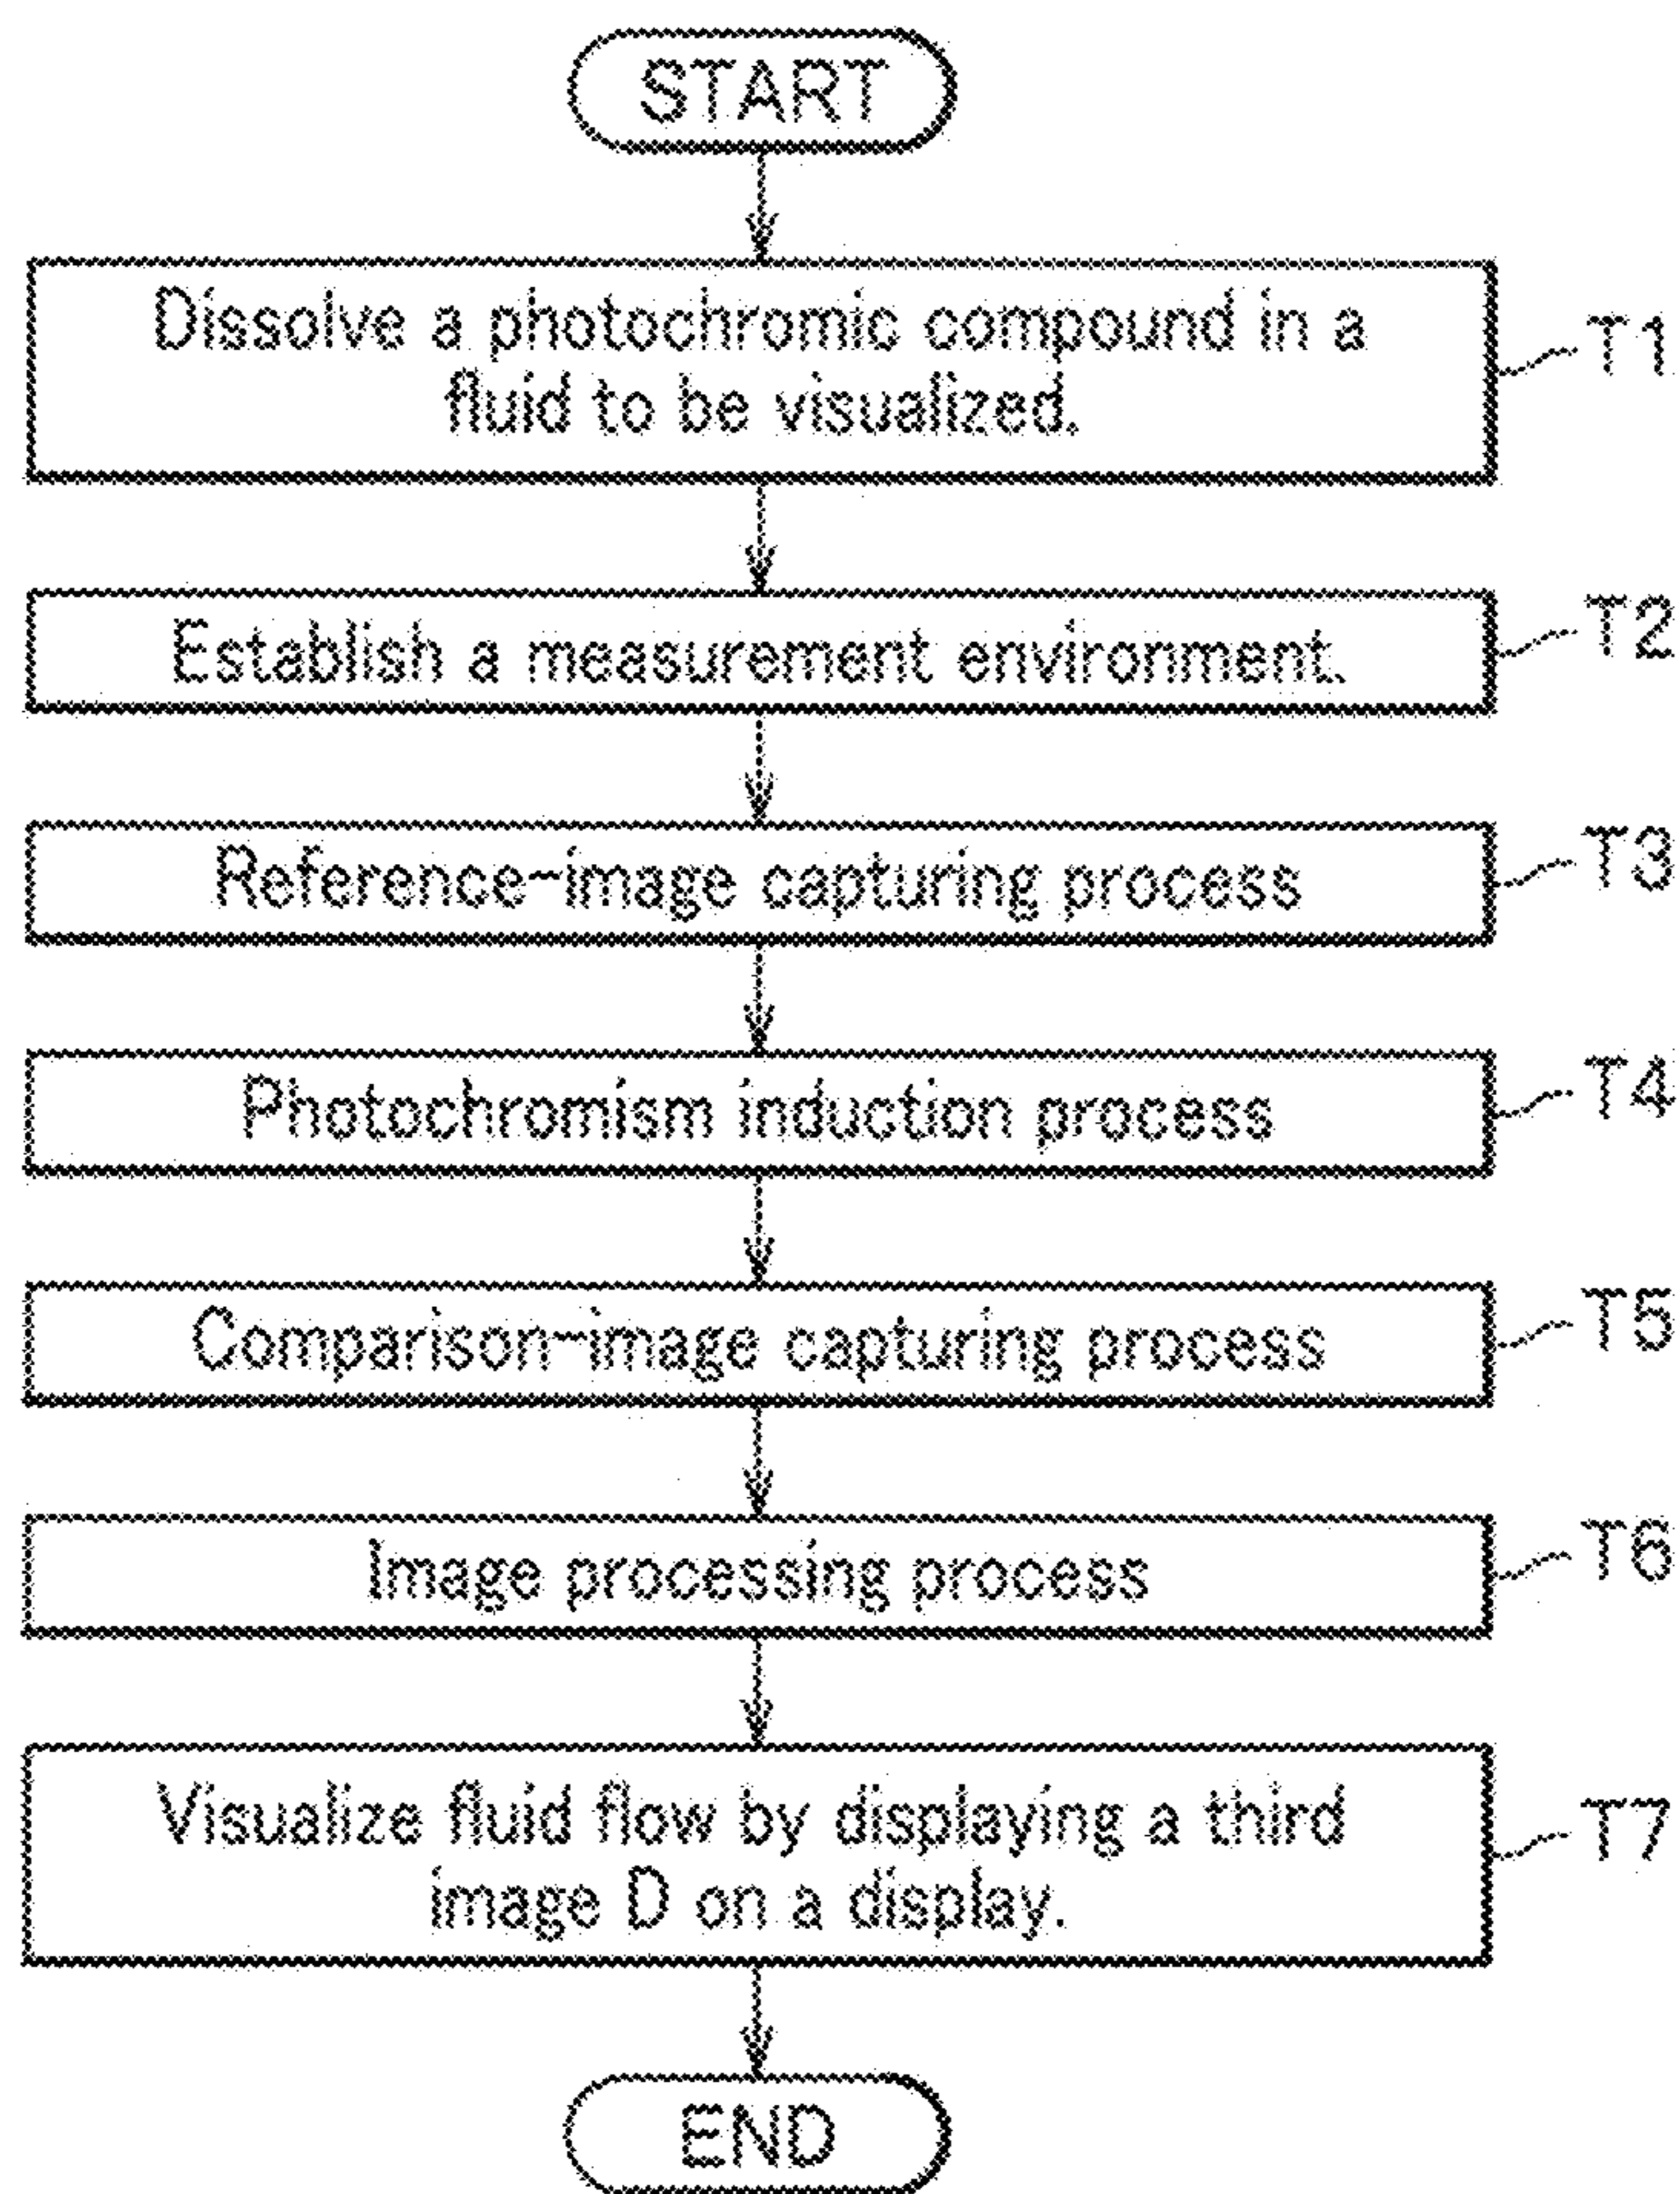 START
Dissolve a photochromic compound in a
fluid to be visualized.
T1
Establish a measurement environment.
T2
Reference-image capturing process
T3
Photochromism induction process
T4
Comparison-image capturing process
T5
Image processing process
T6
Visualize fluid flow by displaying a third
image D on a display.
T7
END